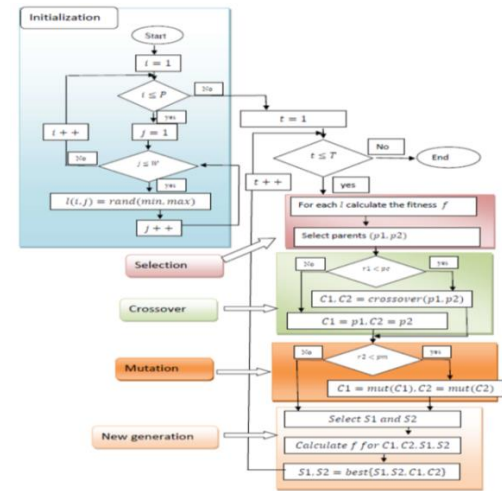 Initialization
Start
i = 1
i ≤ P
No
yes
i + +
j = 1
No
j ≤ W
yes
l(i.j) = rand(min.max)
j + +
t = 1
t ≤ T
No
End
t + +
yes
For each l calculate the fitness f
Select parents (p1.p2)
Selection
r1 < pc
No
yes
C1.C2 = crossover(p1.p2)
Crossover
C1 = p1.C2 = p2
No
r2 < pm
yes
Mutation
C1 = mut(C1).C2 = mut(C2)
Select S1 and S2
New generation
Calculate f for C1.C2.S1.S2
S1.S2 = best{S1.S2.C1.C2}